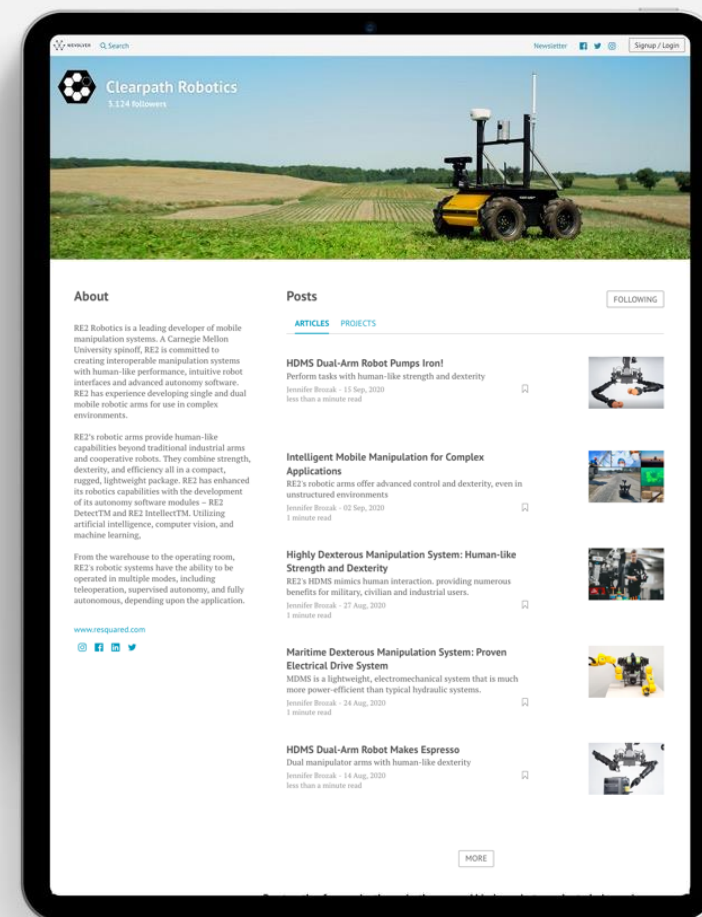 WEVOLVER
Search
Newsletter
Signup / Login
Clearpath Robotics
5.124 followers
About
RE2 Robotics is a leading developer of mobile
manipulation systems. A Carnegie Mellon
University spinoff, RE2 is committed to
creating interoperable manipulation systems
with human-like performance, intuitive robot
interfaces and advanced autonomy software.
RE2 has experience developing single and dual
mobile robotic arms for use in complex
environments.
RE2's robotic arms provide human-like
capabilities beyond traditional industrial arms
and cooperative robots. They combine strength,
dexterity, and efficiency all in a compact,
rugged, lightweight package. RE2 has enhanced
its robotics capabilities with the development
of its autonomy software modules – RE2
DetectTM and RE2 IntellectTM. Utilizing
artificial intelligence, computer vision, and
machine learning,
From the warehouse to the operating room,
RE2's robotic systems have the ability to be
operated in multiple modes, including
teleoperation, supervised autonomy, and fully
autonomous, depending upon the application.
www.resquared.com
Posts
FOLLOWING
ARTICLES PROJECTS
HDMS Dual-Arm Robot Pumps Iron!
Perform tasks with human-like strength and dexterity
Jennifer Brozak - 15 Sep, 2020
less than a minute read
Intelligent Mobile Manipulation for Complex
Applications
RE2's robotic arms offer advanced control and dexterity, even in
unstructured environments
Jennifer Brozak - 02 Sep, 2020
1 minute read
Highly Dexterous Manipulation System: Human-like
Strength and Dexterity
RE2's HDMS mimics human interaction. providing numerous
benefits for military, civilian and industrial users.
Jennifer Brozak - 27 Aug, 2020
1 minute read
Maritime Dexterous Manipulation System: Proven
Electrical Drive System
MDMS is a lightweight, electromechanical system that is much
more power-efficient than typical hydraulic systems.
Jennifer Brozak - 24 Aug, 2020
1 minute read
HDMS Dual-Arm Robot Makes Espresso
Dual manipulator arms with human-like dexterity
Jennifer Brozak - 14 Aug, 2020
less than a minute read
MORE